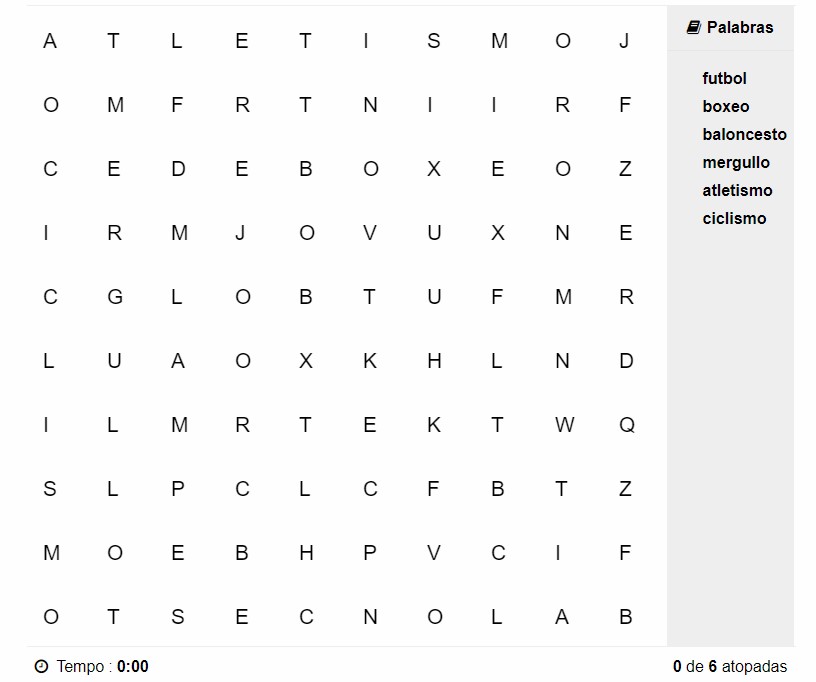 A T L E T I S M O J
O M F R T N I I R F
C E D E B O X E O Z
I R M J O V U X N E
C G L O B T U F M R
L U A O X K H L N D
I L M R T E K T W Q
S L P C L C F B T Z
M O E B H P V C I F
O T S E C N O L A B
Palabras
futbol
boxeo
baloncesto
mergullo
atletismo
ciclismo
Tempo : 0:00
0 de 6 atopadas